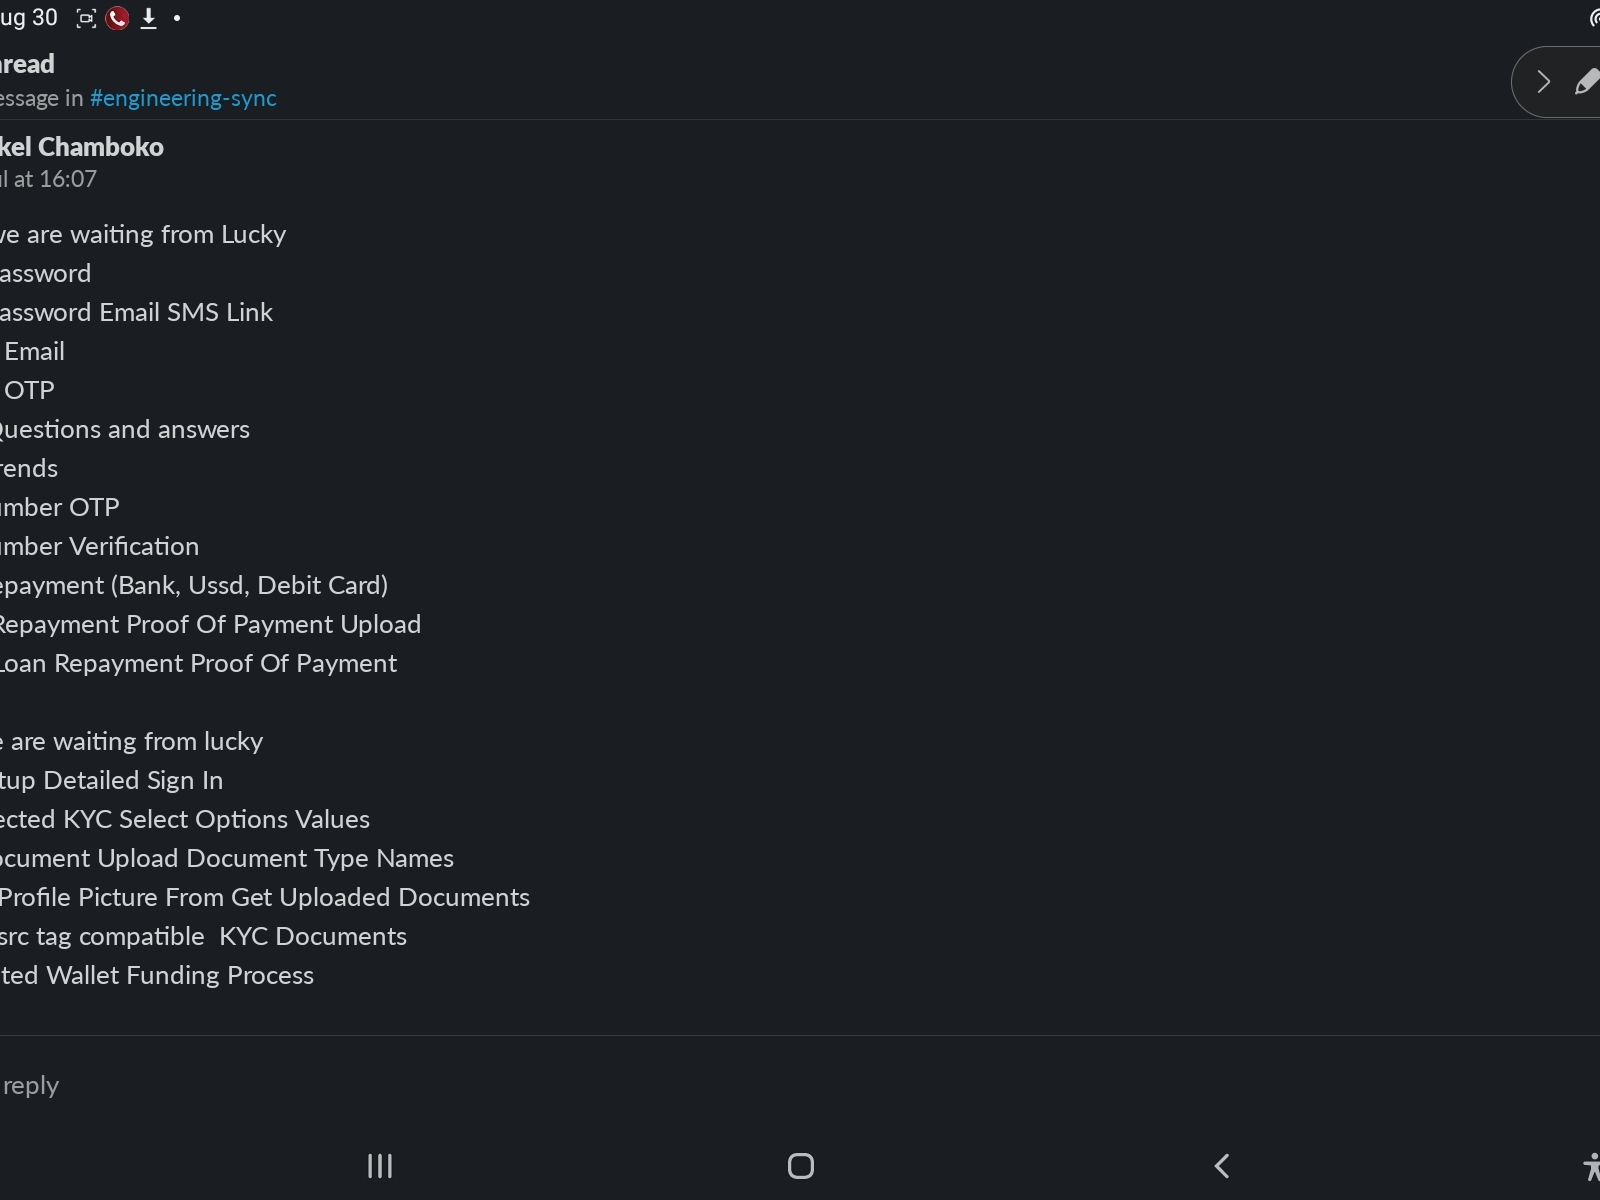 ug 30
read
essage in #engineering-sync
kel Chamboko
l at 16:07
we are waiting from Lucky
assword
assword Email SMS Link
Email
OTP
Questions and answers
rends
umber OTP
umber Verification
epayment (Bank, Ussd, Debit Card)
Repayment Proof Of Payment Upload
Loan Repayment Proof Of Payment
e are waiting from lucky
tup Detailed Sign In
ected KYC Select Options Values
ocument Upload Document Type Names
Profile Picture From Get Uploaded Documents
src tag compatible  KYC Documents
ted Wallet Funding Process
reply